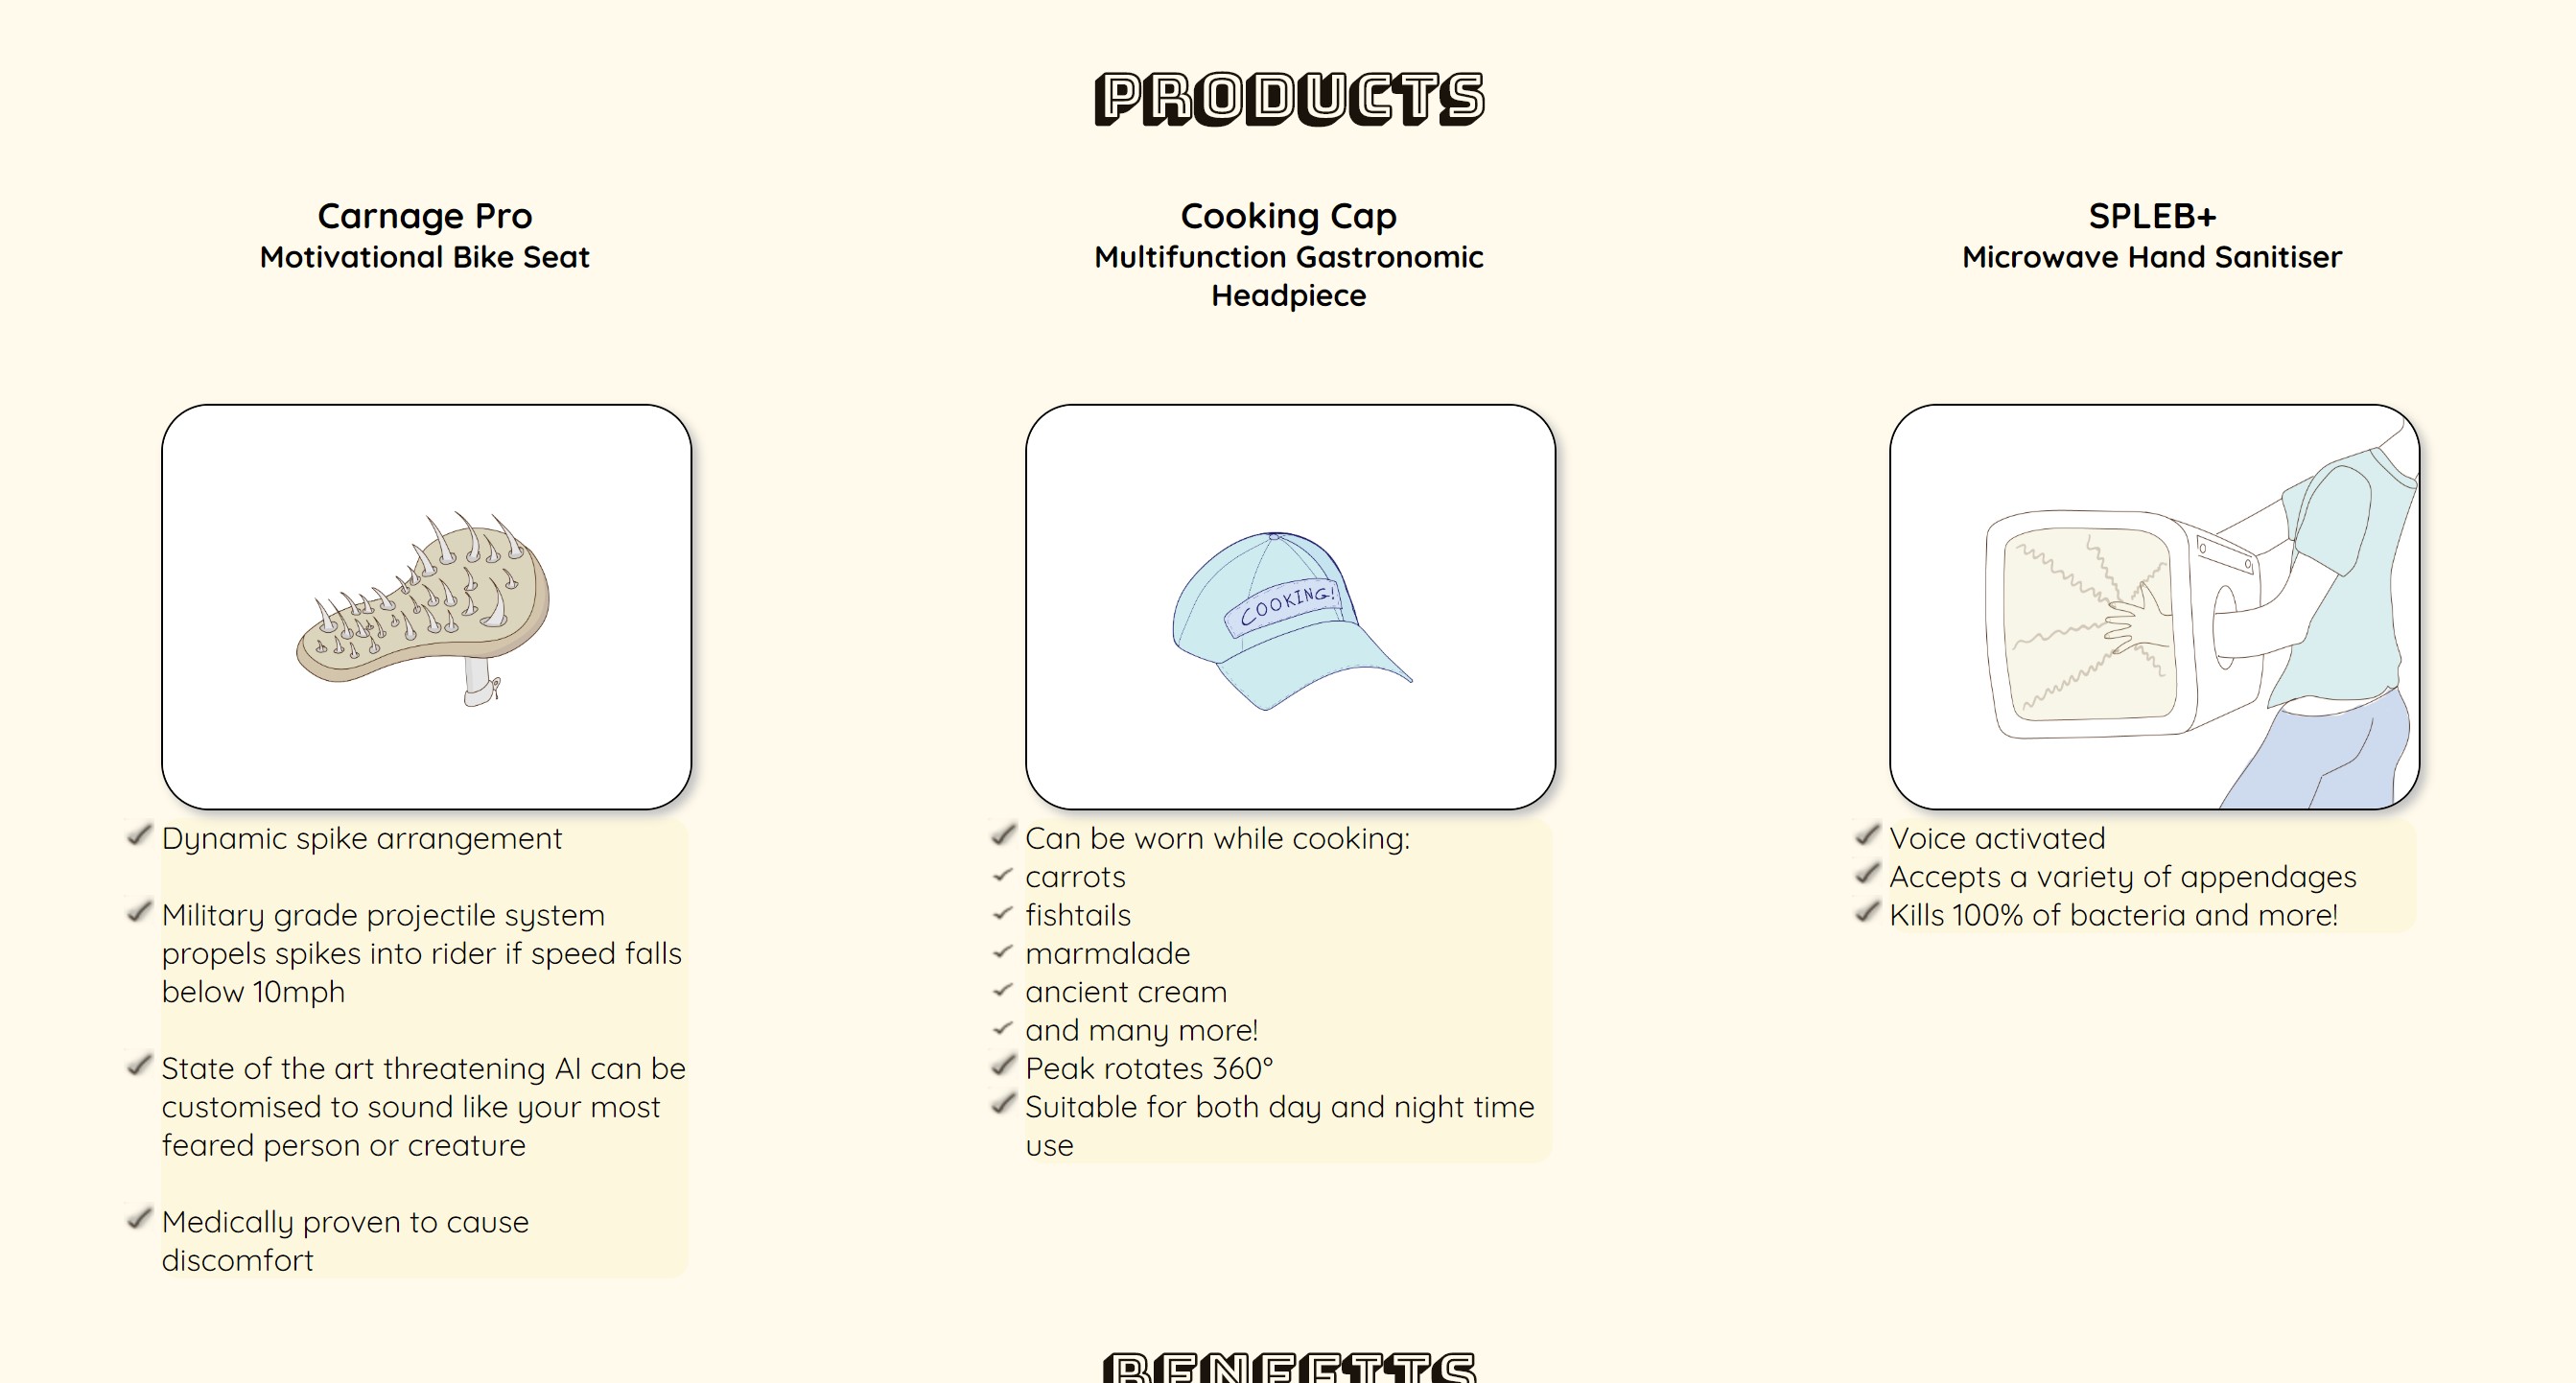 PRODUCTS
Carnage Pro
Motivational Bike Seat
Cooking Cap
Multifunction Gastronomic
Headpiece
SPLEB+
Microwave Hand Sanitiser
COOKING!
Dynamic spike arrangement
Military grade projectile system
propels spikes into rider if speed falls
below 10mph
State of the art threatening AI can be
customised to sound like your most
feared person or creature
Medically proven to cause
discomfort
Can be worn while cooking:
carrots
fishtails
marmalade
ancient cream
and many more!
Peak rotates 360°
Suitable for both day and night time
use
Voice activated
Accepts a variety of appendages
Kills 100% of bacteria and more!
BENEFITS